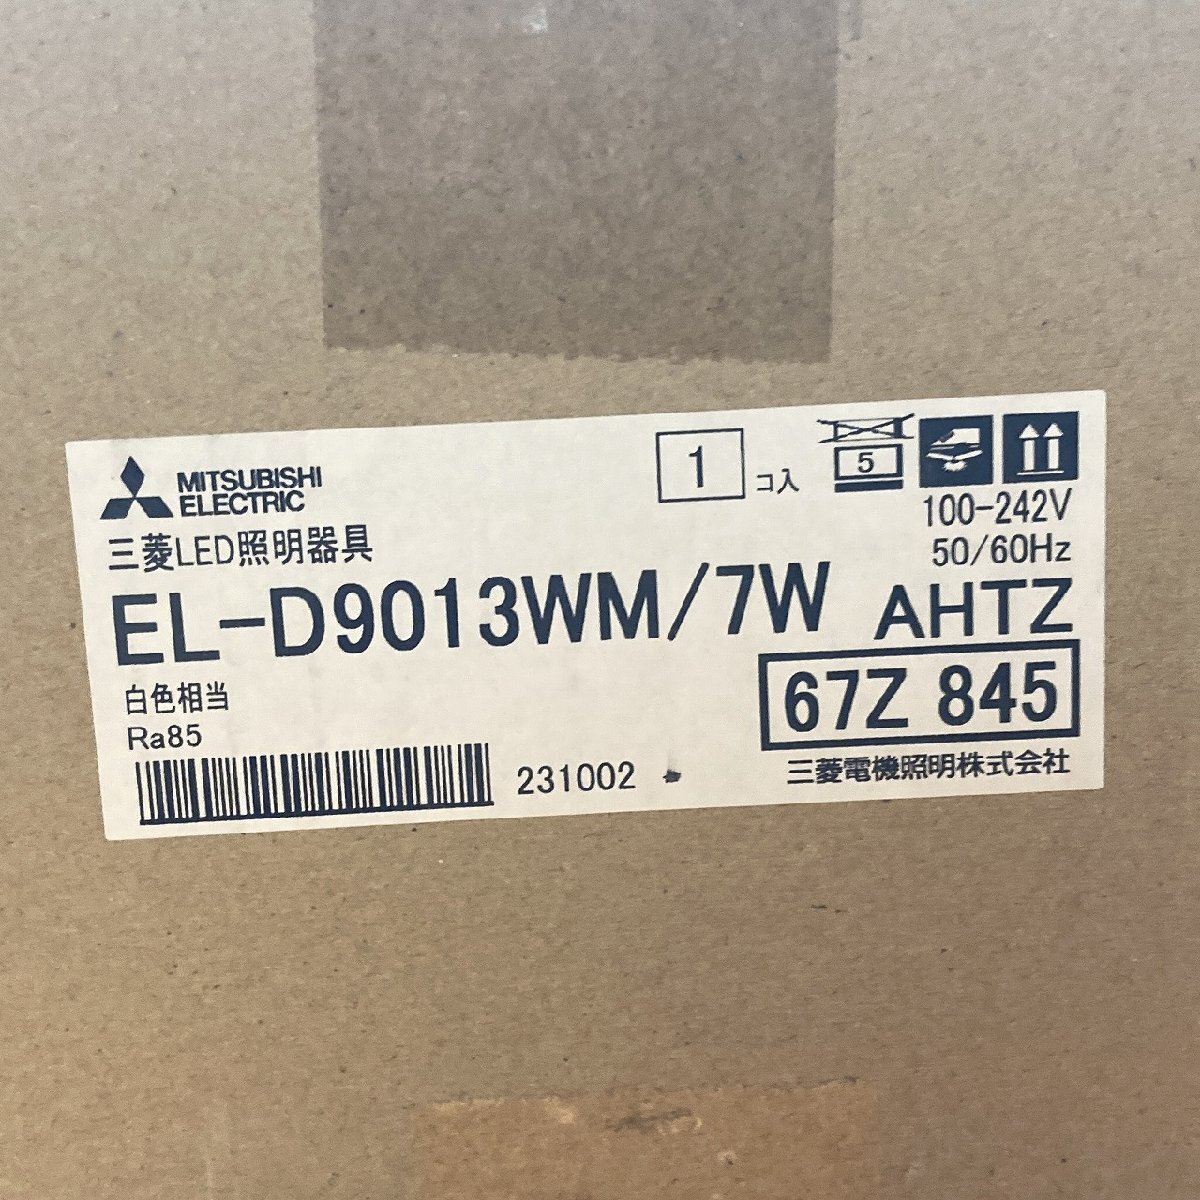 MITSUBISHI
ELECTRIC
1 コ入
5
100-242V
50/60Hz
三菱LED照明器具
EL-D9013WM/7W AHTZ
67Z 845
白色相当
Ra85
231002
三菱電機照明株式会社